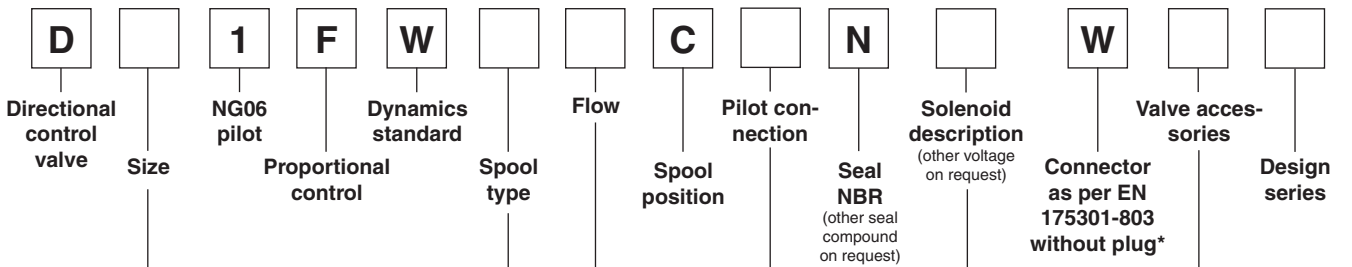 D 1 F W C N W
Directional
control
valve
Size
NG06
pilot
Proportional
control
Dynamics
standard
Spool
type
Flow
Spool
position
Pilot con-
nection
Seal
NBR
(other seal
compound
on request)
Solenoid
description
(other voltage
on request)
Connector
as per EN
175301-803
without plug*
Valve acces-
sories
Design
series